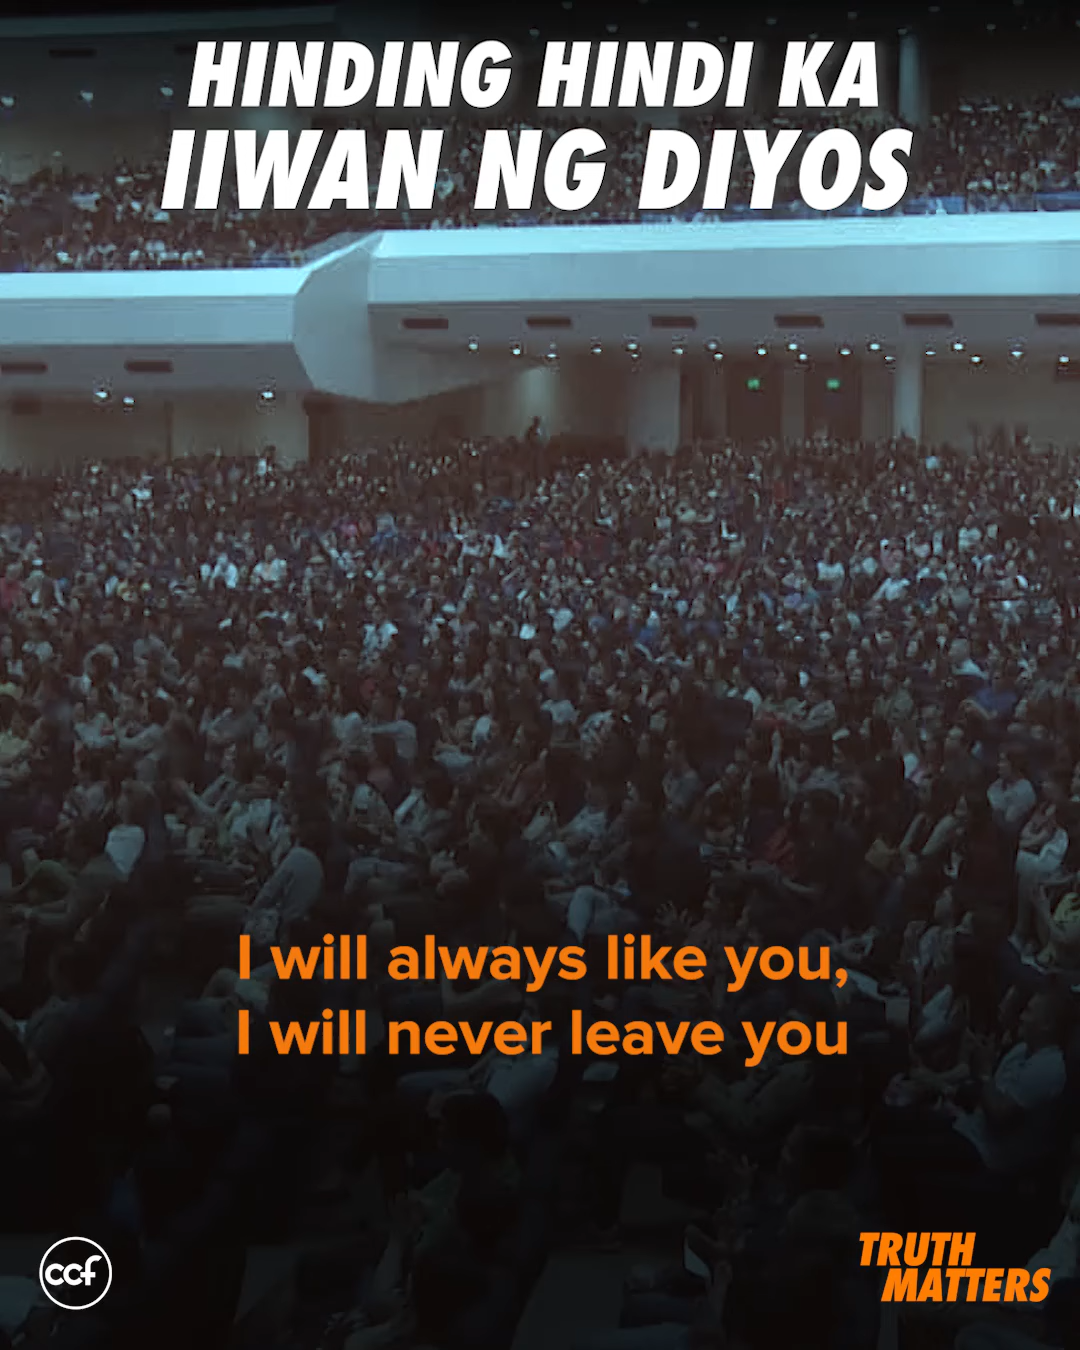 HINDING HINDI KA
IIWAN NG DIYOS
I will always like you,
I will never leave you
ccf
TRUTH
MATTERS